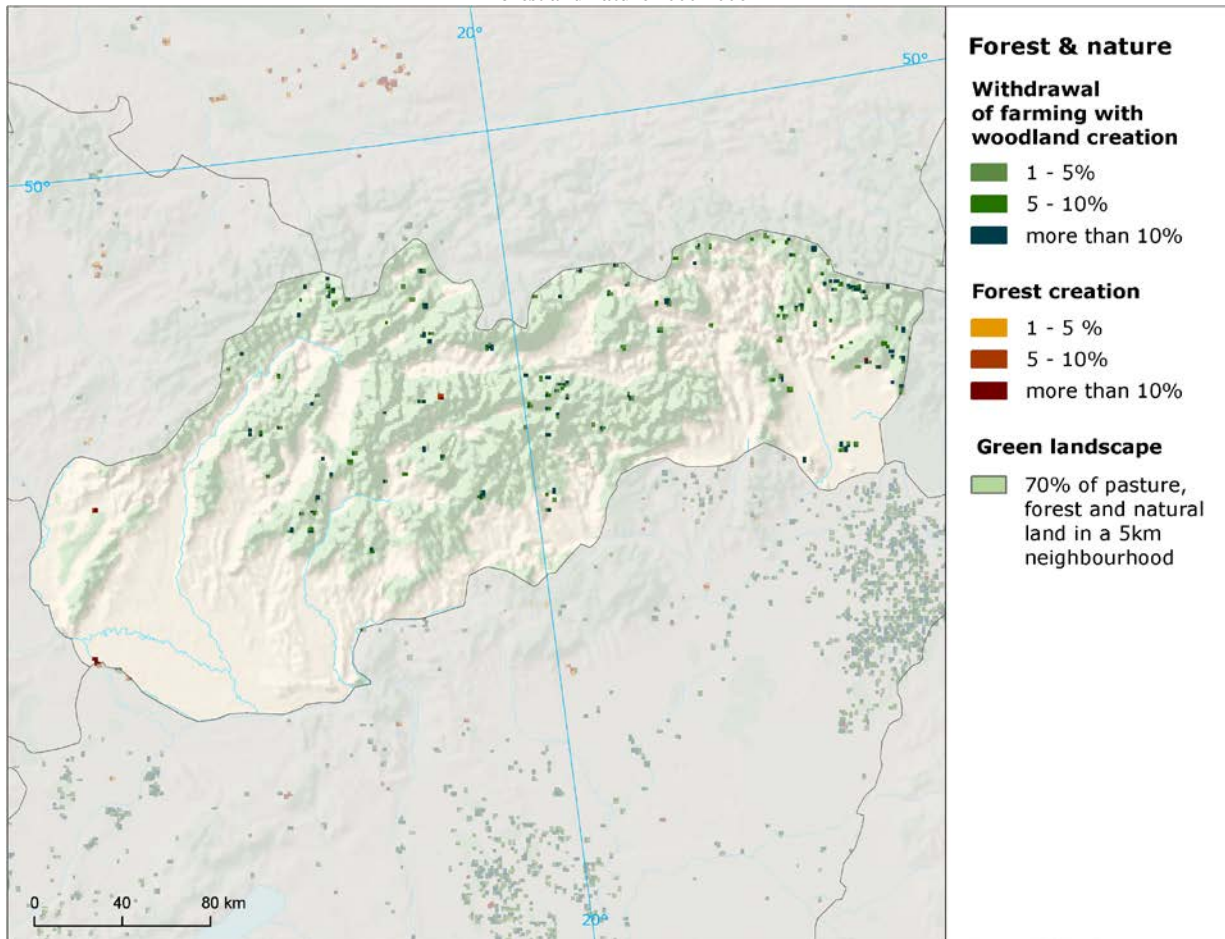 20°
50°
50°
0 40 80 km
20°
Forest & nature
Withdrawal
of farming with
woodland creation
1 - 5%
5 - 10%
more than 10%
Forest creation
1 - 5 %
5 - 10%
more than 10%
Green landscape
70% of pasture,
forest and natural
land in a 5km
neighbourhood